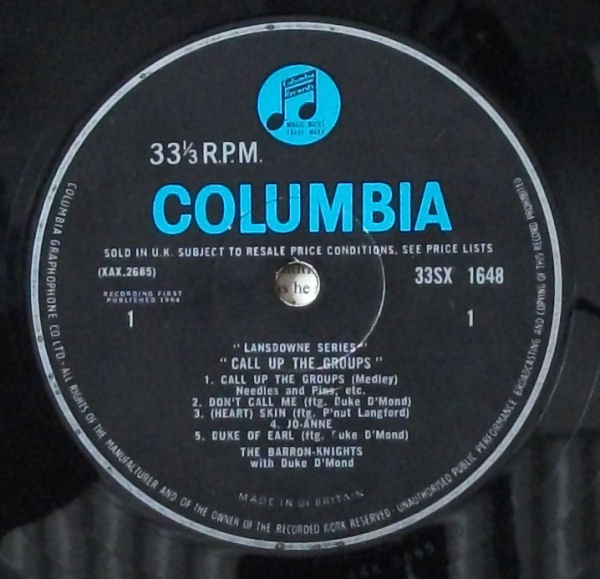 Columbia
Records
MAGIC NOTES
TRADE MARK
33⅓ R.P.M.
COLUMBIA
SOLD IN U.K. SUBJECT TO RESALE PRICE CONDITIONS, SEE PRICE LISTS
(XAX.2685)
33SX 1648
RECORDING FIRST
PUBLISHED 1964
1
1
is he
"LANSDOWNE SERIES"
"CALL UP THE GROUPS"
1. CALL UP THE GROUPS (Medley)
Needles and Pins, etc.
2. DON'T CALL ME (ftg. Duke D'Mond)
3. (HEART) SKIN (ftg. P'nut Langford)
4. JO-ANNE
5. DUKE OF EARL (ftg. Duke D'Mond)
THE BARRON-KNIGHTS
with Duke D'Mond
MADE IN GT BRITAIN
COLUMBIA GRAPHOPHONE CO LTD · ALL RIGHTS OF THE MANUFACTURER AND OF THE OWNER OF THE RECORDED WORK RESERVED · UNAUTHORISED PUBLIC PERFORMANCE BROADCASTING AND COPYING OF THIS RECORD PROHIBITED